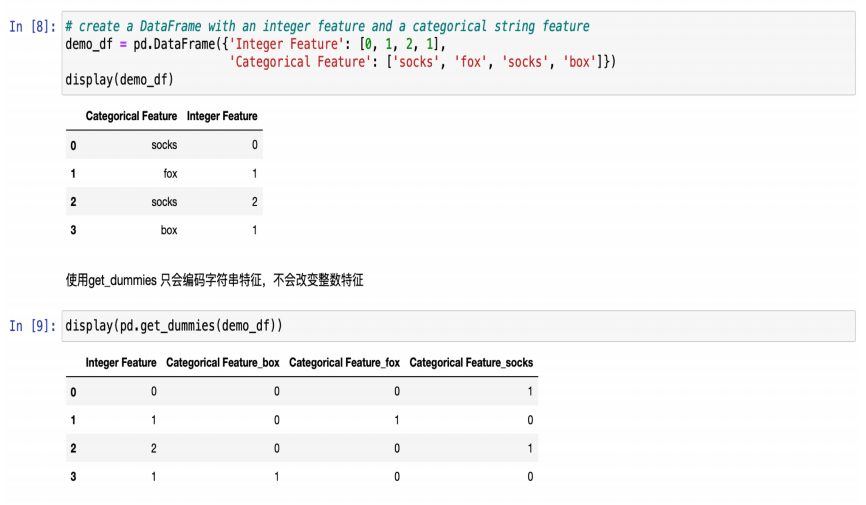 In [8]: # create a DataFrame with an integer feature and a categorical string feature
demo_df = pd.DataFrame({'Integer Feature': [0, 1, 2, 1],
'Categorical Feature': ['socks', 'fox', 'socks', 'box']})
display(demo_df)
Categorical Feature Integer Feature
0 socks 0
1 fox 1
2 socks 2
3 box 1
使用get_dummies 只会编码字符串特征，不会改变整数特征
In [9]: display(pd.get_dummies(demo_df))
Integer Feature Categorical Feature_box Categorical Feature_fox Categorical Feature_socks
0 0 0 0 1
1 1 0 1 0
2 2 0 0 1
3 1 1 0 0